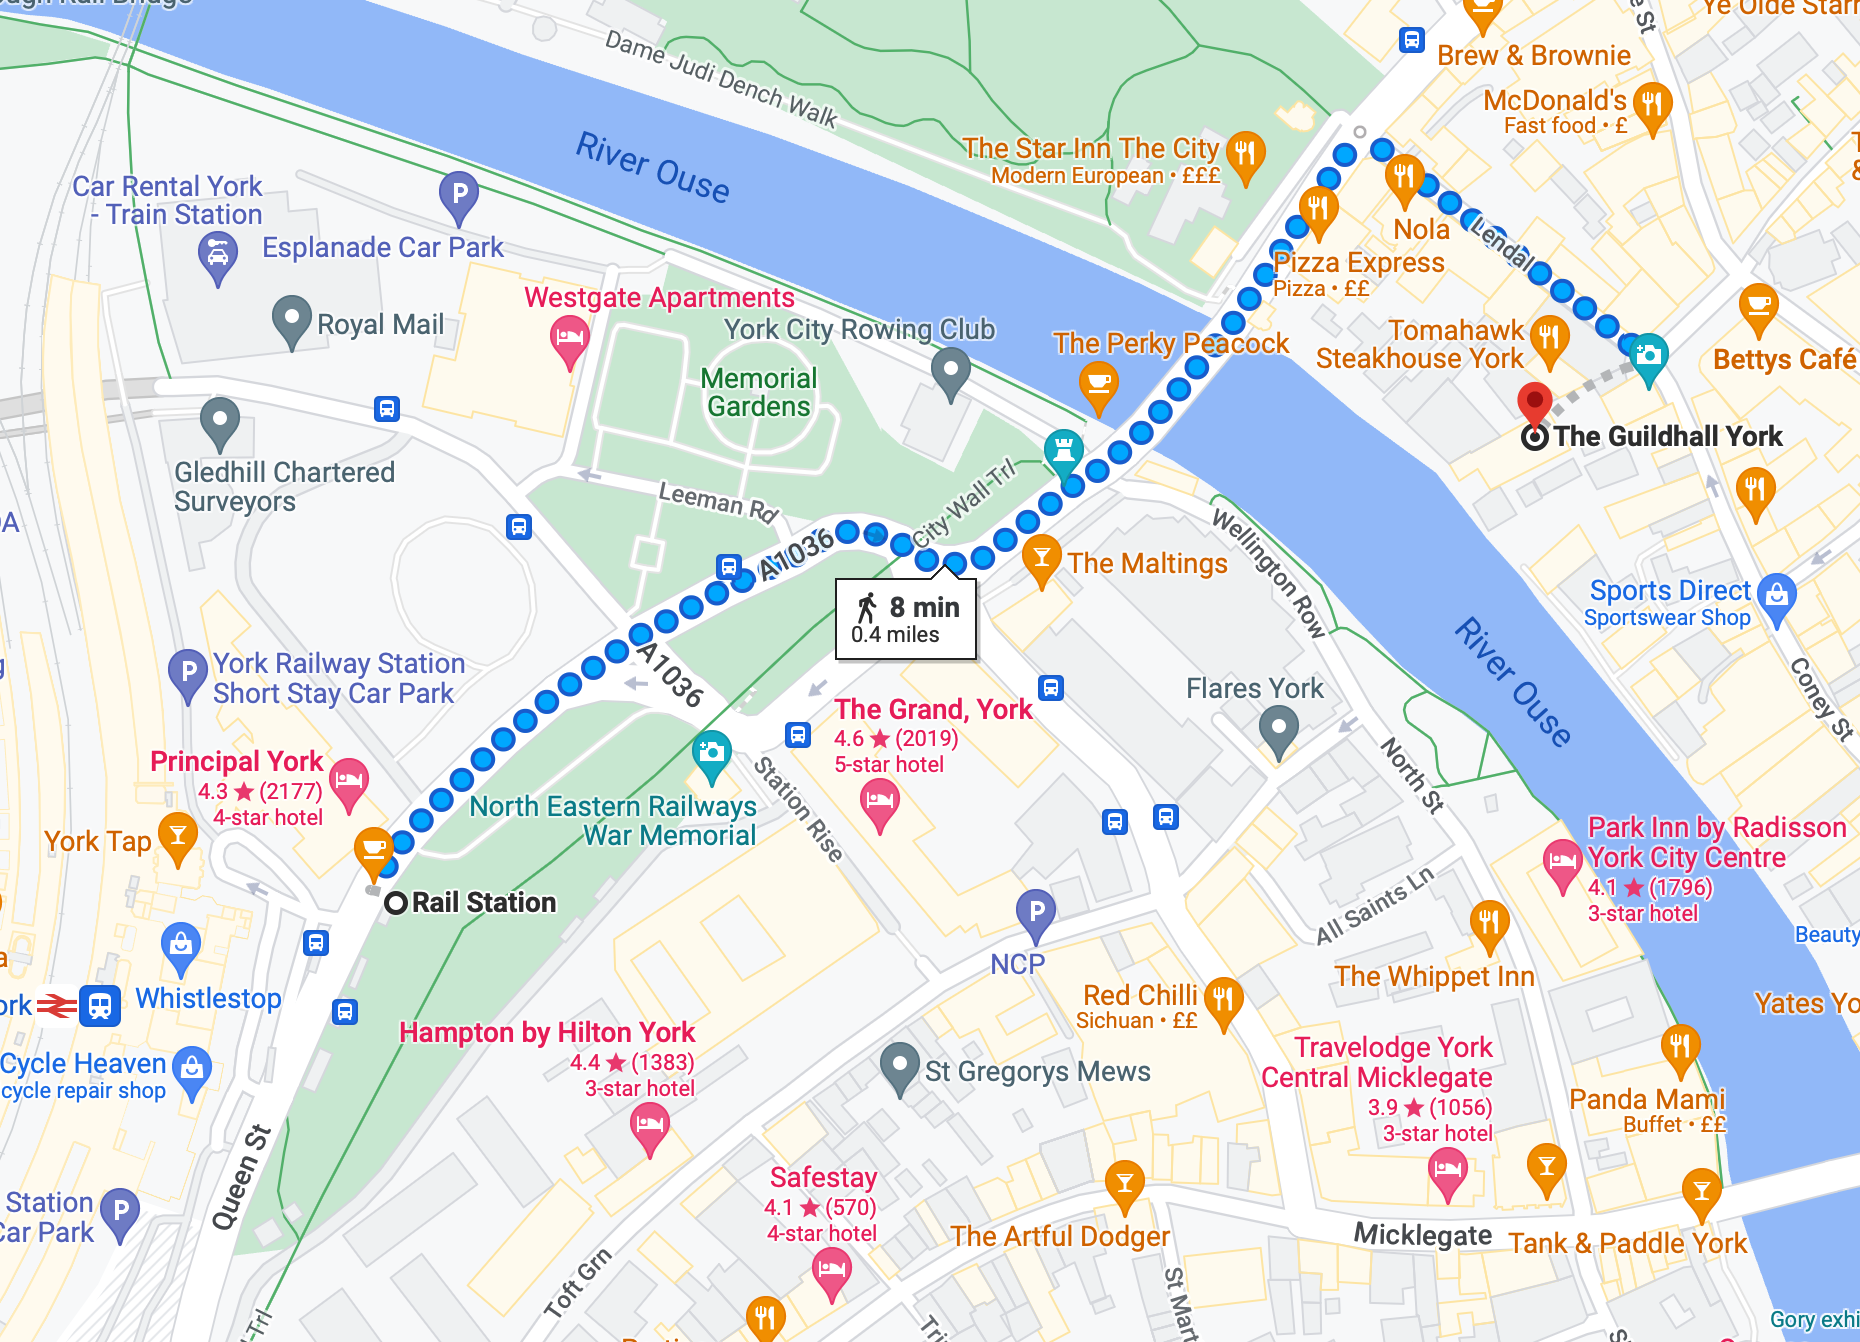 Dame Judi Dench Walk
River Ouse
Brew & Brownie
McDonald's
Fast food • £
The Star Inn The City
Modern European • £££
Car Rental York
- Train Station
P
Esplanade Car Park
Nola
Lendal
Pizza Express
Pizza • ££
Royal Mail
Westgate Apartments
York City Rowing Club
The Perky Peacock
Tomahawk
Steakhouse York
Bettys Café
Memorial
Gardens
The Guildhall York
Gledhill Chartered
Surveyors
Leeman Rd
City Wall Trl
A1036
Wellington Row
The Maltings
8 min
0.4 miles
Sports Direct
Sportswear Shop
River Ouse
P
York Railway Station
Short Stay Car Park
A1036
Coney St
Flares York
The Grand, York
4.6 ★ (2019)
5-star hotel
North St
Principal York
4.3 ★ (2177)
4-star hotel
North Eastern Railways
War Memorial
Station Rise
York Tap
Park Inn by Radisson
York City Centre
4.1 ★ (1796)
3-star hotel
Rail Station
All Saints Ln
P
NCP
The Whippet Inn
Beauty
Whistlestop
ork
Red Chilli
Sichuan • ££
Yates Yo
Hampton by Hilton York
4.4 ★ (1383)
3-star hotel
Cycle Heaven
cycle repair shop
St Gregorys Mews
Travelodge York
Central Micklegate
3.9 ★ (1056)
3-star hotel
Panda Mami
Buffet • ££
Queen St
Station
Car Park
P
Safestay
4.1 ★ (570)
4-star hotel
The Artful Dodger
Micklegate
Tank & Paddle York
Toft Grn
St Mart
Trl
Gory exhi